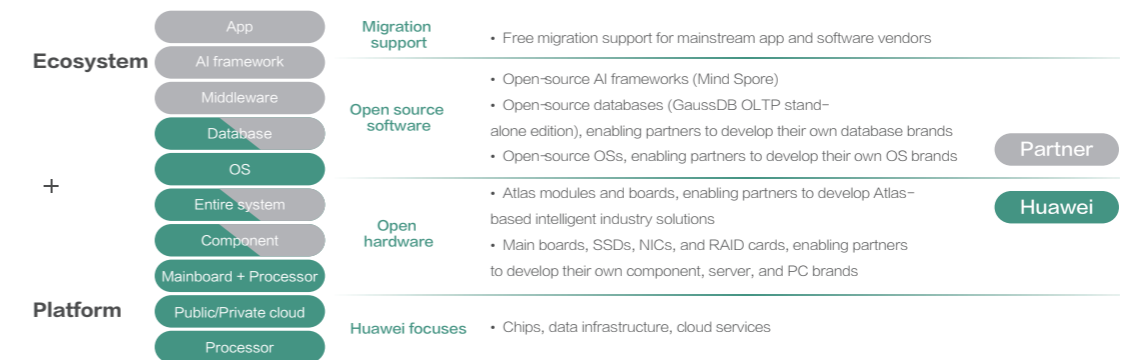 Ecosystem
+
Platform
App
AI framework
Middleware
Database
OS
Entire system
Component
Mainboard + Processor
Public/Private cloud
Processor
Migration
support
• Free migration support for mainstream app and software vendors
Open source
software
• Open-source AI frameworks (Mind Spore)
• Open-source databases (GaussDB OLTP stand-
alone edition), enabling partners to develop their own database brands
• Open-source OSs, enabling partners to develop their own OS brands
Open
hardware
• Atlas modules and boards, enabling partners to develop Atlas-
based intelligent industry solutions
• Main boards, SSDs, NICs, and RAID cards, enabling partners
to develop their own component, server, and PC brands
Huawei focuses
• Chips, data infrastructure, cloud services
Partner
Huawei